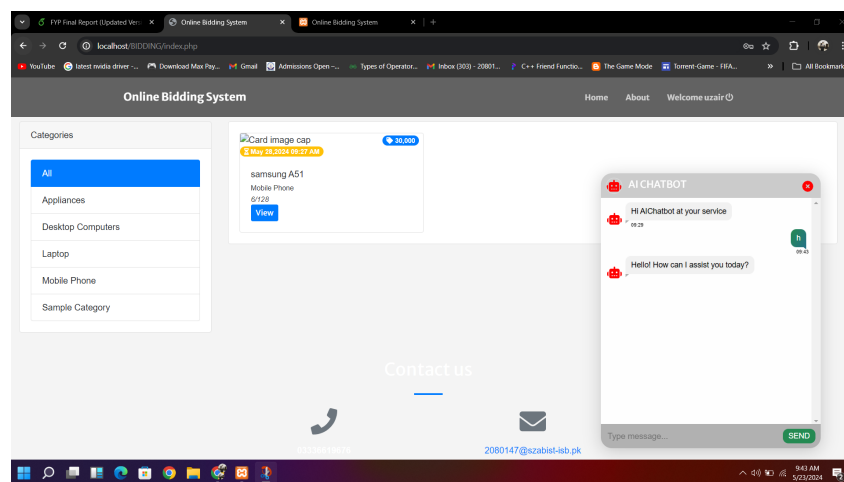 FYP Final Report (Updated Vers
Online Bidding System
Online Bidding System
localhost/BIDDING/index.php
YouTube
latest nvidia driver -...
Download Max Pay...
Gmail
Admissions Open –...
Types of Operator...
Inbox (303) - 20801...
C++ Friend Functio...
The Game Mode
Torrent-Game - FIFA...
»
All Bookmark
Online Bidding System
Home About Welcome uzair
Categories
All
Appliances
Desktop Computers
Laptop
Mobile Phone
Sample Category
Card image cap
30,000
May 28,2024 09:27 AM
samsung A51
Mobile Phone
6/128
View
AI CHATBOT
Hi AIChatbot at your service
09:29
h
09:43
Hello! How can I assist you today?
Type message...
SEND
Contact us
2080147@szabist-isb.pk
9:43 AM
5/23/2024